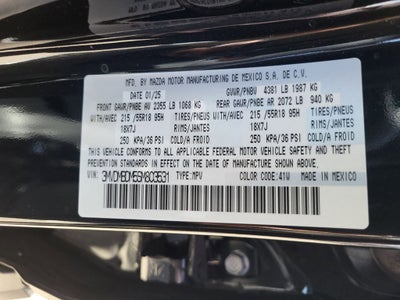 MFD. BY MAZDA MOTOR MANUFACTURING DE MEXICO S.A. DE C.V.
DATE 01/25 GVWR/PNBV 4381 LB 1987 KG
FRONT GAWR/PNBE AV 2355 LB 1068 KG REAR GAWR/PNBE AR 2072 LB 940 KG
WITH/AVEC 215/55R18 95H TIRES/PNEUS WITH/AVEC 215/55R18 95H TIRES/PNEUS
18X7J RIMS/JANTES 18X7J RIMS/JANTES
250 KPA/36 PSI COLD/A FROID 250 KPA/36 PSI COLD/A FROID
THIS VEHICLE CONFORMS TO ALL APPLICABLE FEDERAL MOTOR VEHICLE SAFETY, BUMPER, AND THEFT
PREVENTION STANDARDS IN EFFECT ON THE DATE OF MANUFACTURE SHOWN ABOVE.
VIN: TYPE: MPV COLOR CODE: 41W MADE IN MEXICO